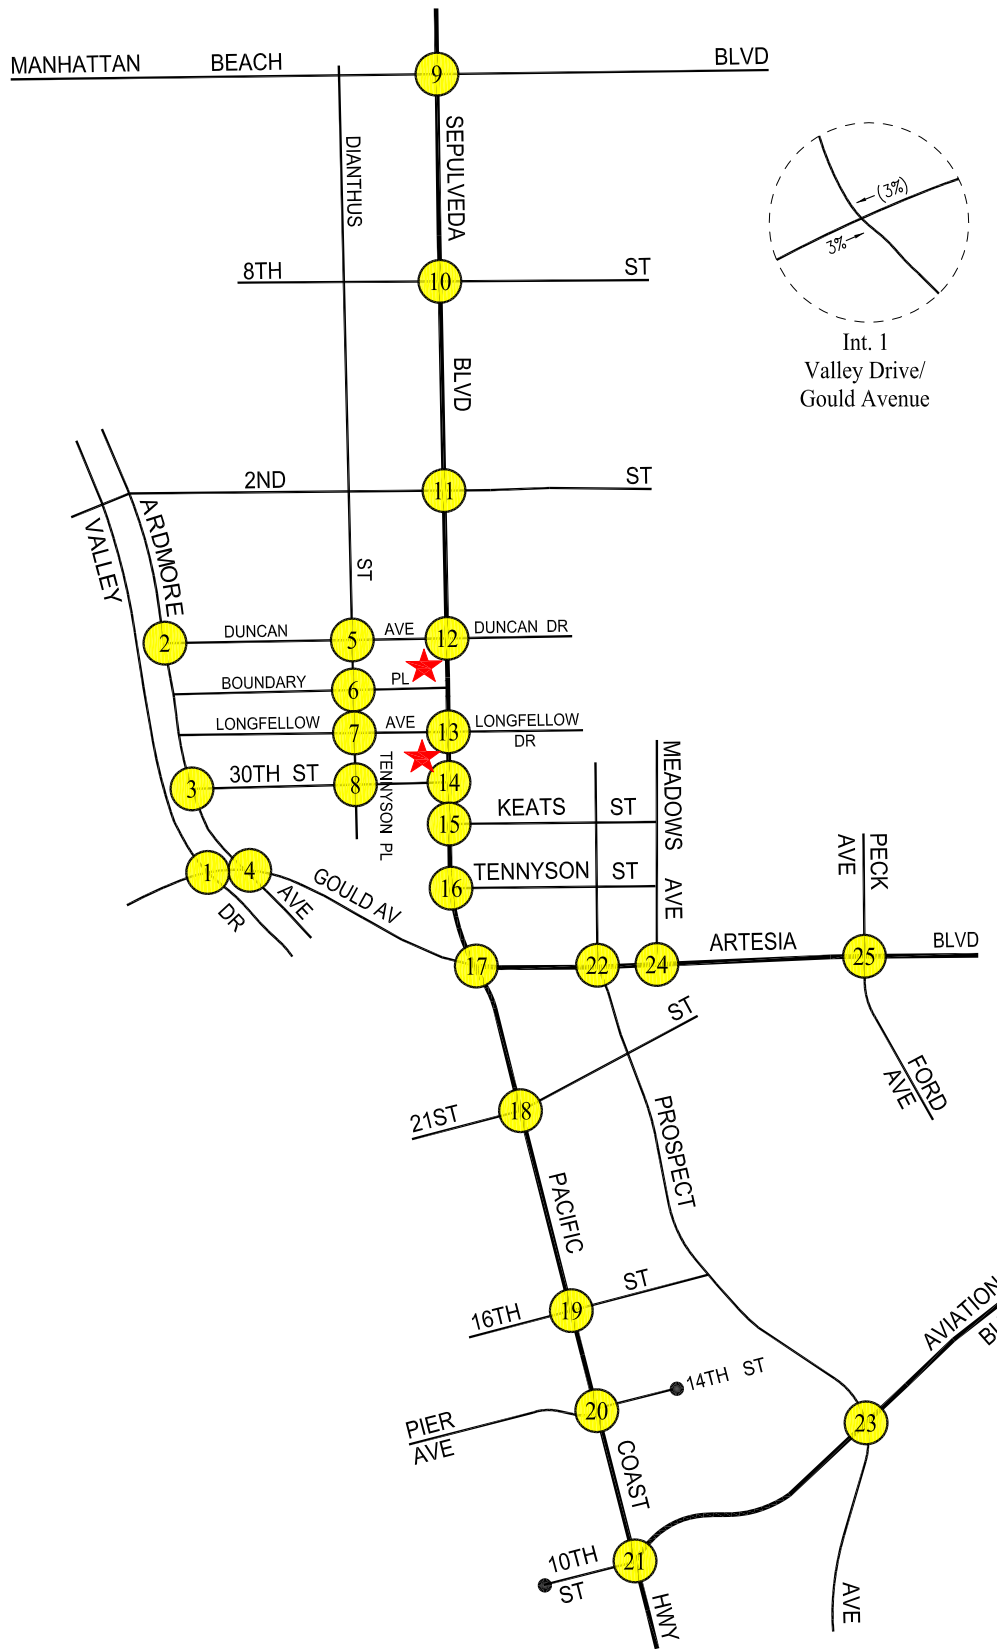 MANHATTAN BEACH BLVD
9
SEPULVEDA
DIANTHUS
(3%)
3%
8TH ST
10
Int. 1
Valley Drive/
Gould Avenue
BLVD
2ND ST
11
ARDMORE
VALLEY
ST
2
DUNCAN
5
AVE
12
DUNCAN DR
BOUNDARY
6
PL
LONGFELLOW
7
AVE
13
LONGFELLOW
DR
3
30TH ST
8
TENNYSON PL
14
MEADOWS AVE
15
KEATS ST
PECK
AVE
1
4
AVE
DR
GOULD AV
16
TENNYSON ST
17
22
24
ARTESIA
25
BLVD
ST
21ST
18
FORD
AVE
PROSPECT
PACIFIC
16TH
19
ST
AVIATION
14TH ST
PIER
AVE
20
23
COAST
10TH
ST
21
HWY
AVE